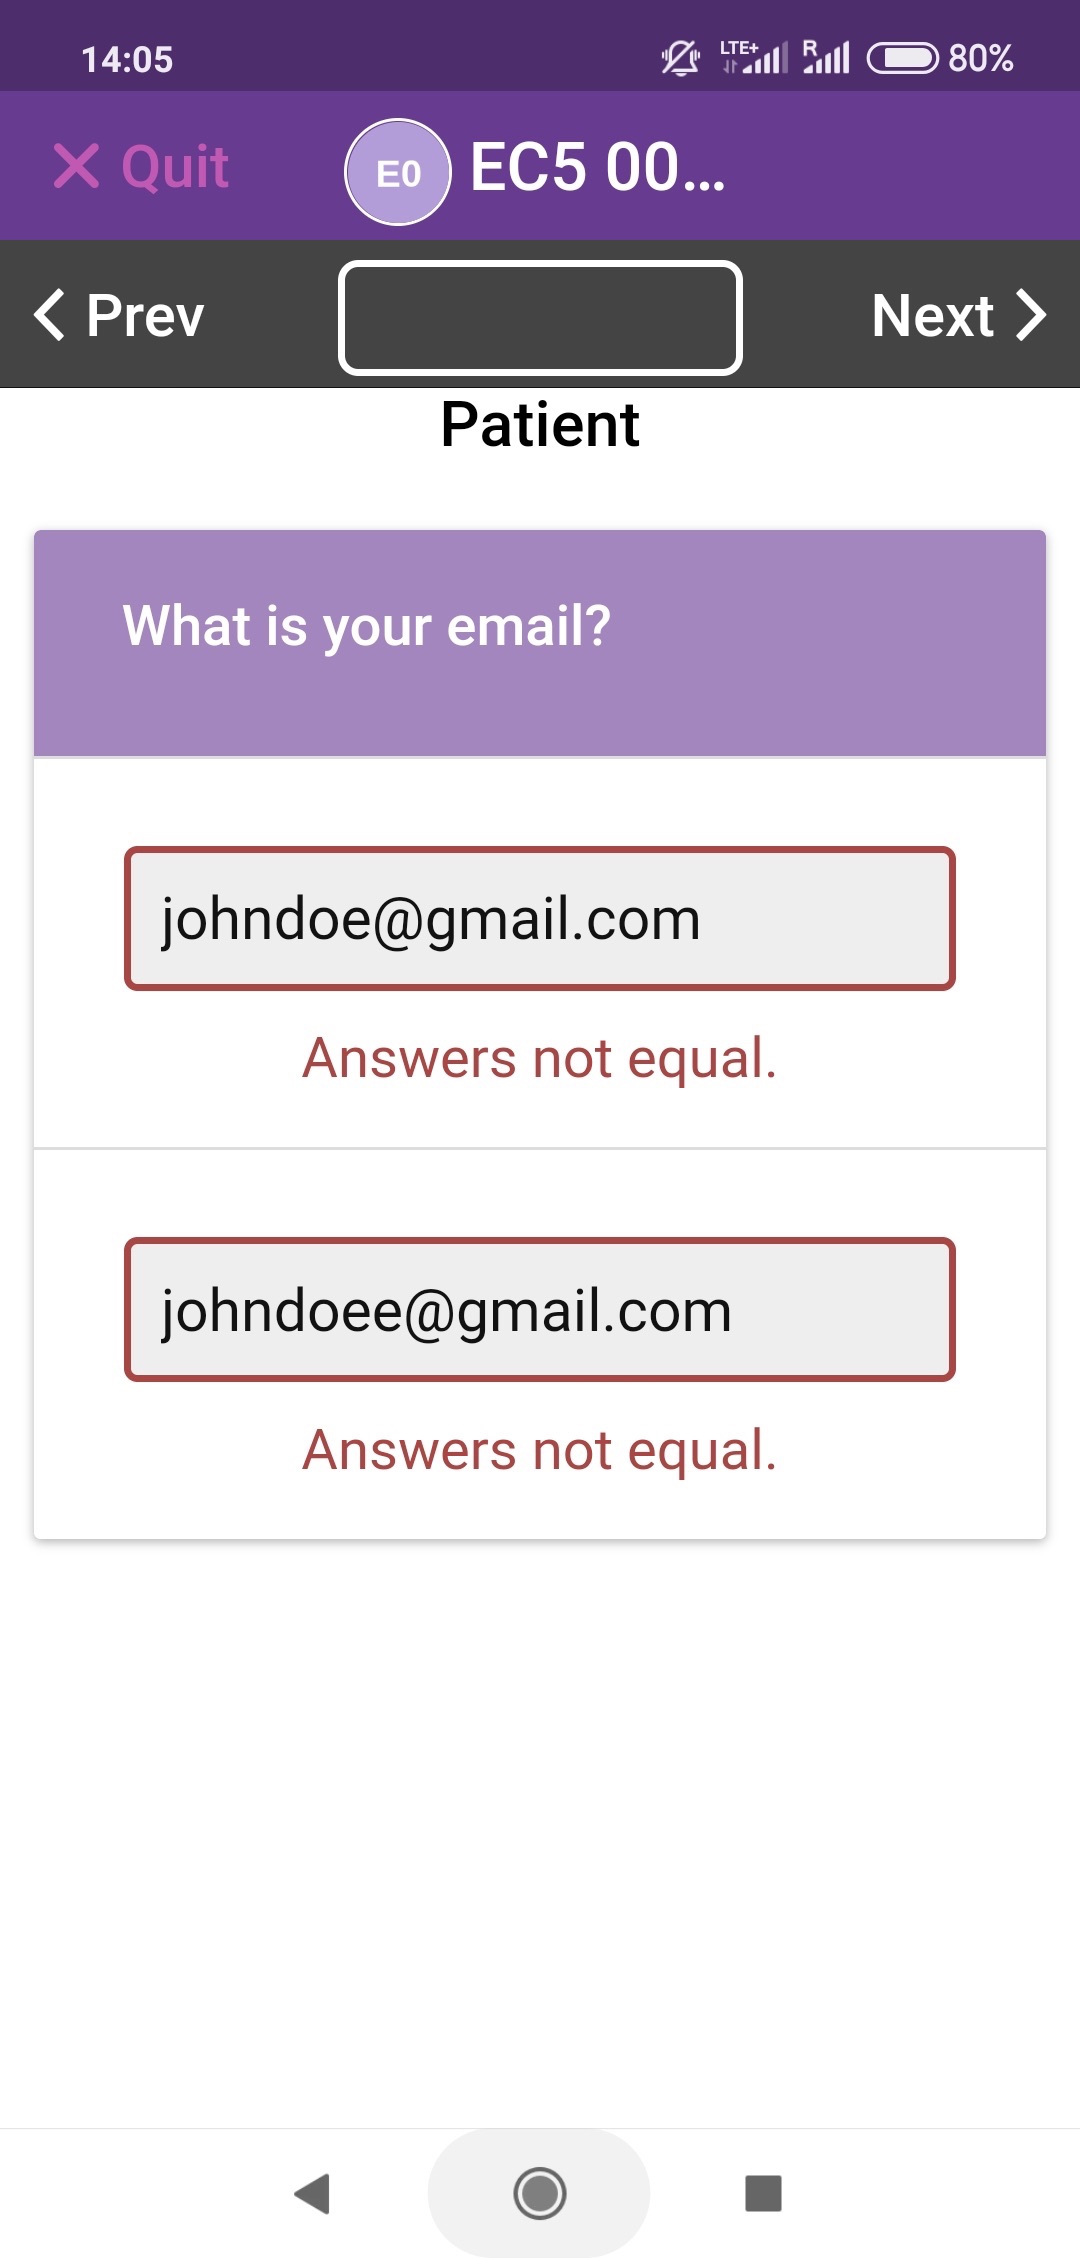 14:05 LTE+ R 80%
Quit E0 EC5 00...
Prev Next
Patient
What is your email?
johndoe@gmail.com
Answers not equal.
johndoee@gmail.com
Answers not equal.